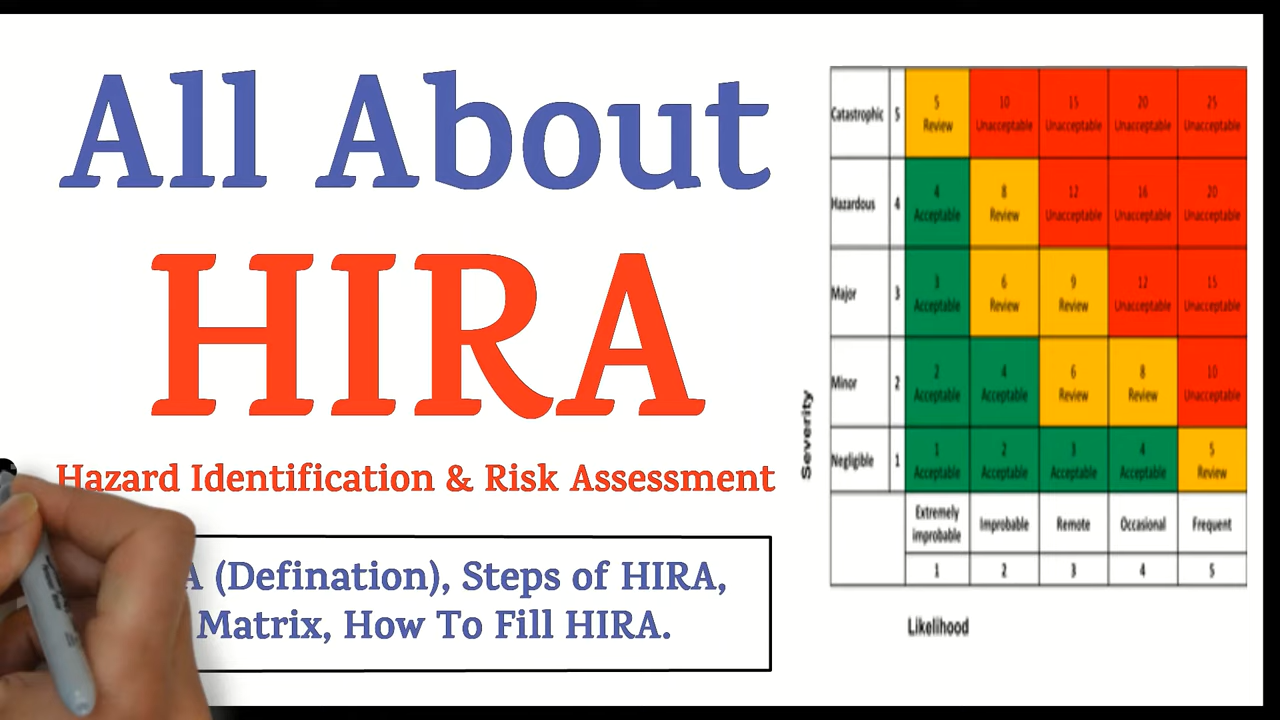 All About
HIRA
Hazard Identification & Risk Assessment
(Defination), Steps of HIRA,
Matrix, How To Fill HIRA.
Severity
Catastrophic 5 5 Review 10 Unacceptable 15 Unacceptable 20 Unacceptable 25 Unacceptable
Hazardous 4 4 Acceptable 8 Review 12 Unacceptable 16 Unacceptable 20 Unacceptable
Major 3 3 Acceptable 6 Review 9 Review 12 Unacceptable 15 Unacceptable
Minor 2 2 Acceptable 4 Acceptable 6 Review 8 Review 10 Unacceptable
Negligible 1 1 Acceptable 2 Acceptable 3 Acceptable 4 Acceptable 5 Review
Extremely improbable Improbable Remote Occasional Frequent
1 2 3 4 5
Likelihood